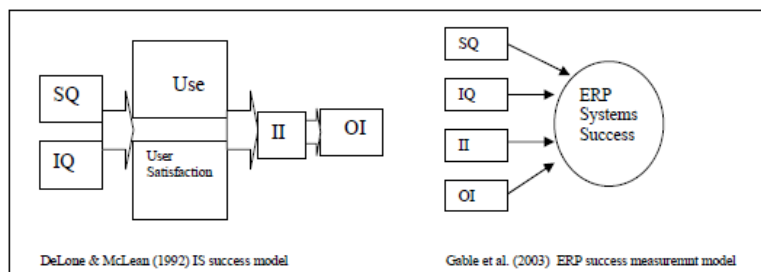 SQ
IQ
Use
User
Satisfaction
II
OI
DeLone & McLean (1992) IS success model
SQ
IQ
II
OI
ERP
Systems
Success
Gable et al. (2003) ERP success measuremnt model